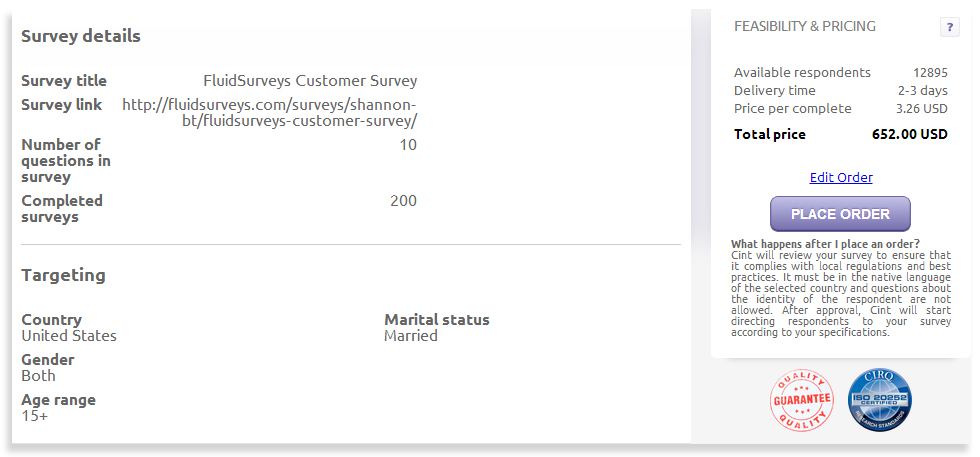 Survey details
Survey title FluidSurveys Customer Survey
Survey link http://fluidsurveys.com/surveys/shannon-
bt/fluidsurveys-customer-survey/
Number of 10
questions in
survey
Completed 200
surveys
Targeting
Country Marital status
United States Married
Gender
Both
Age range
15+
FEASIBILITY & PRICING ?
Available respondents 12895
Delivery time 2-3 days
Price per complete 3.26 USD
Total price 652.00 USD
Edit Order
PLACE ORDER
What happens after I place an order?
Cint will review your survey to ensure that
it complies with local regulations and best
practices. It must be in the native language
of the selected country and questions about
the identity of the respondent are not
allowed. After approval, Cint will start
directing respondents to your survey
according to your specifications.
QUALITY
GUARANTEE
QUALITY
CIRQ
ISO 20252
CERTIFIED
RESEARCH STANDARDS